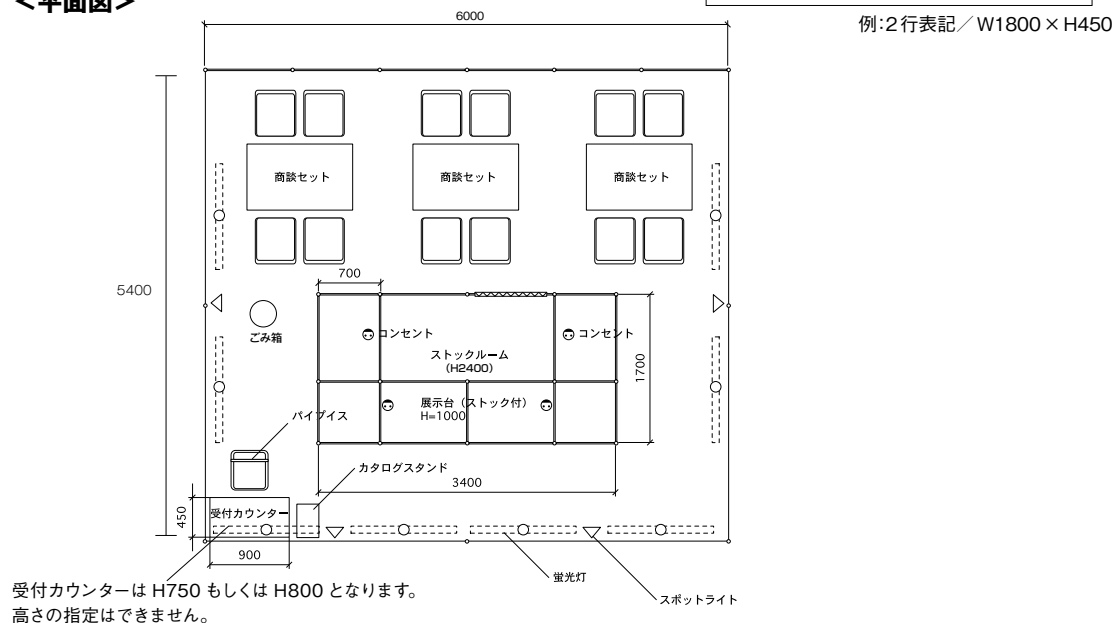 ＜平面図＞
例:2行表記／W1800×H450
6000
商談セット
商談セット
商談セット
5400
700
ごみ箱
コンセント
コンセント
ストックルーム
(H2400)
1700
展示台（ストック付）
H=1000
パイプイス
カタログスタンド
3400
450
受付カウンター
900
蛍光灯
スポットライト
受付カウンターは H750 もしくは H800 となります。
高さの指定はできません。